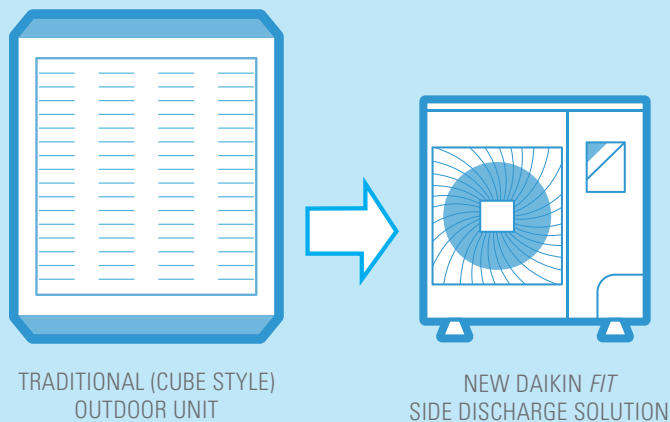 TRADITIONAL (CUBE STYLE)
OUTDOOR UNIT
NEW DAIKIN FIT
SIDE DISCHARGE SOLUTION